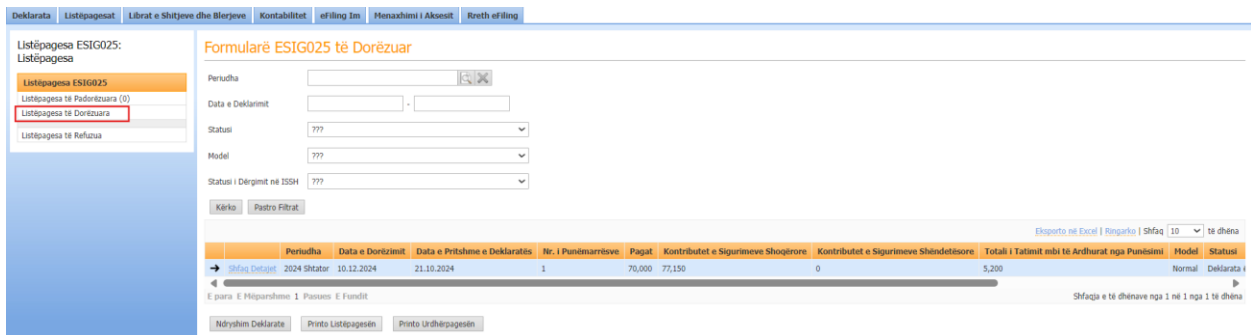 Deklarata Listëpagesat Librat e Shitjeve dhe Blerjeve Kontabilitet eFiling Im Menaxhimi i Aksesit Rreth eFiling
Listëpagesa ESIG025:
Listëpagesa
Listëpagesa ESIG025
Listëpagesa të Padorëzuara (0)
Listëpagesa të Dorëzuara
Listëpagesa të Refuzua
Formularë ESIG025 të Dorëzuar
Periudha
Data e Deklarimit -
Statusi ???
Model ???
Statusi i Dërgimit në ISSH ???
Kërko Pastro Filtrat
Eksporto në Excel | Ringarko | Shfaq 10 të dhëna
Periudha Data e Dorëzimit Data e Pritshme e Deklaratës Nr. i Punëmarrësve Pagat Kontributet e Sigurimeve Shoqërore Kontributet e Sigurimeve Shëndetësore Totali i Tatimit mbi të Ardhurat nga Punësimi Model Statusi
Shfaq Detajet 2024 Shtator 10.12.2024 21.10.2024 1 70,000 77,150 0 5,200 Normal Deklarata
E para E Mëparshme 1 Pasues E Fundit Shfaqja e të dhënave nga 1 në 1 nga 1 të dhëna
Ndryshim Deklarate Printo Listëpagesën Printo Urdhërpagesën